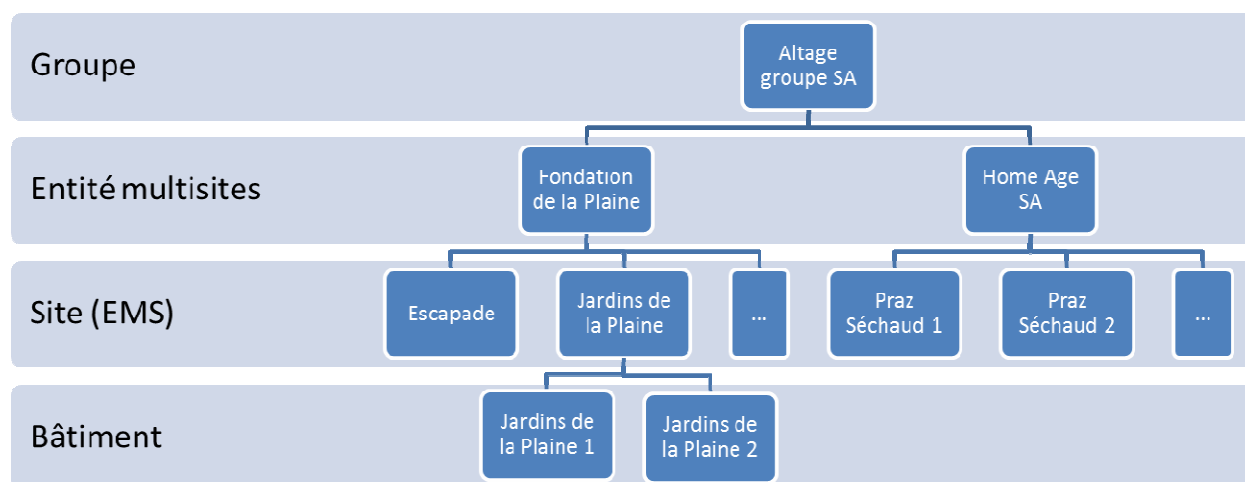 Groupe
Altage
groupe SA
Entité multisites
Fondation
de la Plaine
Home Age
SA
Site (EMS)
Escapade
Jardins de
la Plaine
...
Praz
Séchaud 1
Praz
Séchaud 2
...
Bâtiment
Jardins de
la Plaine 1
Jardins de
la Plaine 2